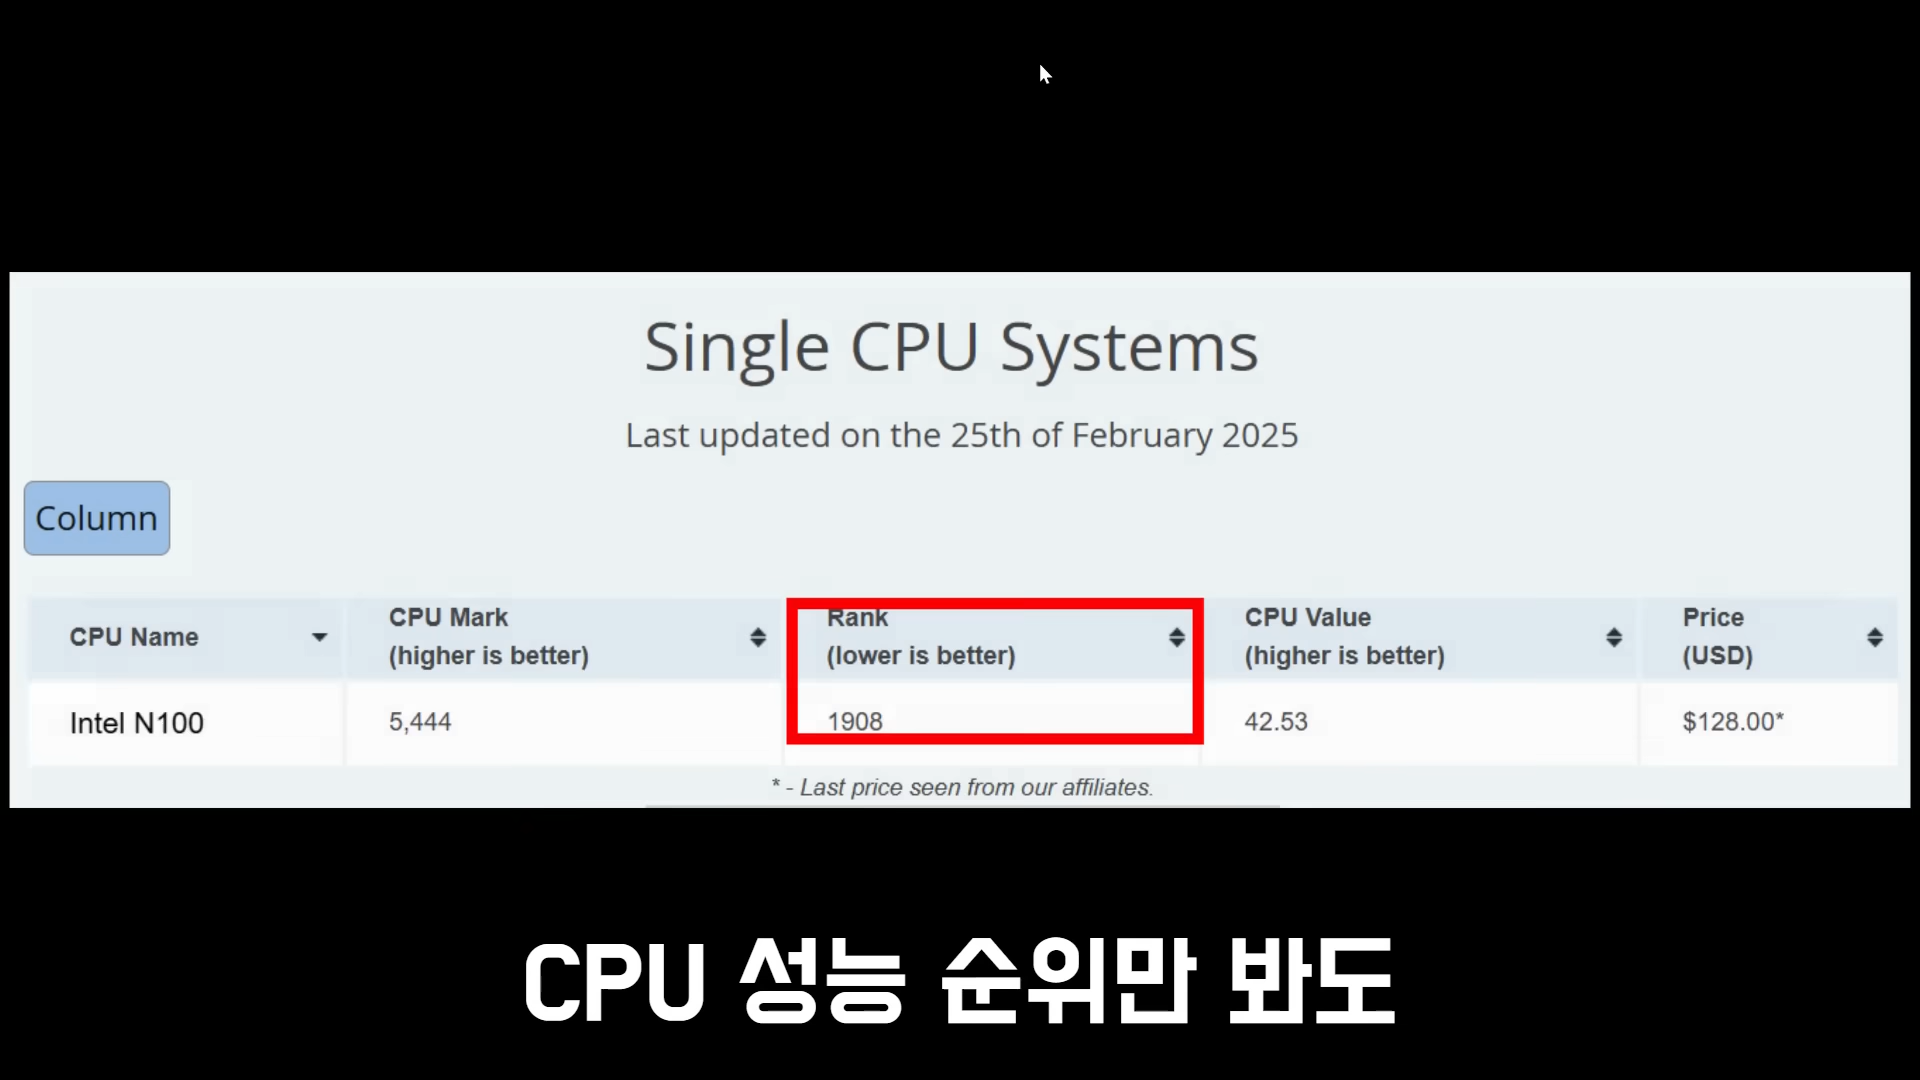 Single CPU Systems
Last updated on the 25th of February 2025
Column
CPU Name
CPU Mark
(higher is better)
Rank
(lower is better)
CPU Value
(higher is better)
Price
(USD)
Intel N100
5,444
1908
42.53
$128.00*
* - Last price seen from our affiliates.
CPU 성능 순위만 봐도